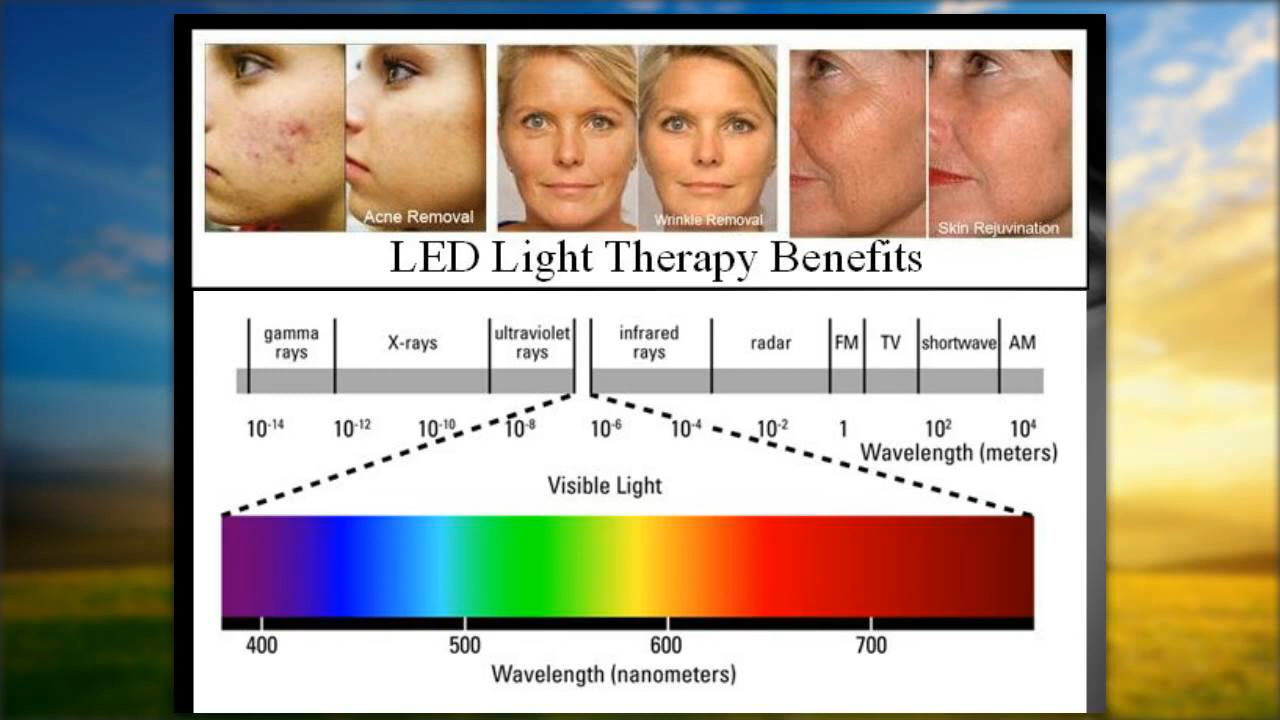 Acne Removal
Wrinkle Removal
Skin Rejuvination
LED Light Therapy Benefits
gamma rays
X-rays
ultraviolet rays
infrared rays
radar
FM
TV
shortwave
AM
10⁻¹⁴ 10⁻¹² 10⁻¹⁰ 10⁻⁸ 10⁻⁶ 10⁻⁴ 10⁻² 1 10² 10⁴
Wavelength (meters)
Visible Light
400 500 600 700
Wavelength (nanometers)